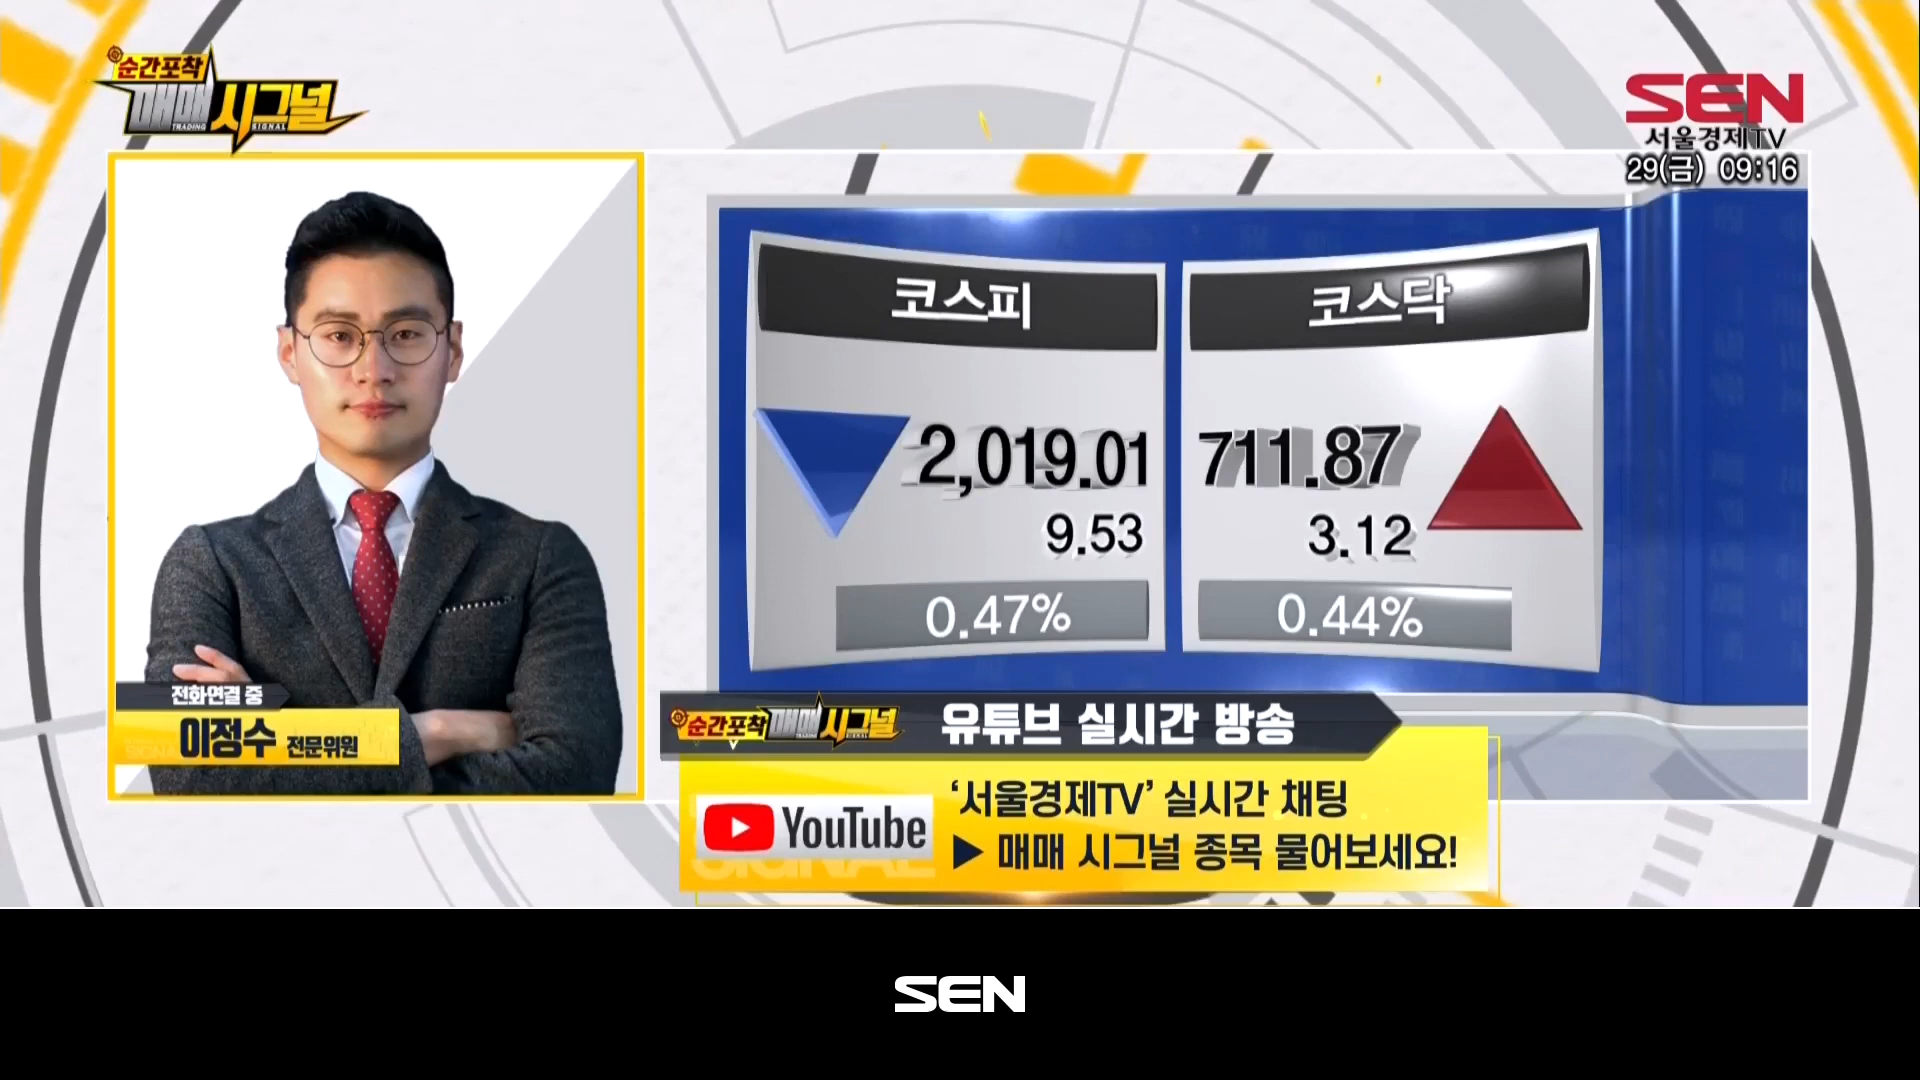 순간포착
매매 시그널
TRADING SIGNAL
SEN
서울경제TV
29(금) 09:16
코스피
2,019.01
9.53
0.47%
코스닥
711.87
3.12
0.44%
전화연결 중
이정수 전문위원
순간포착 매매 시그널 유튜브 실시간 방송
YouTube
‘서울경제TV’ 실시간 채팅
▶ 매매 시그널 종목 물어보세요!
SIGNAL
SEN